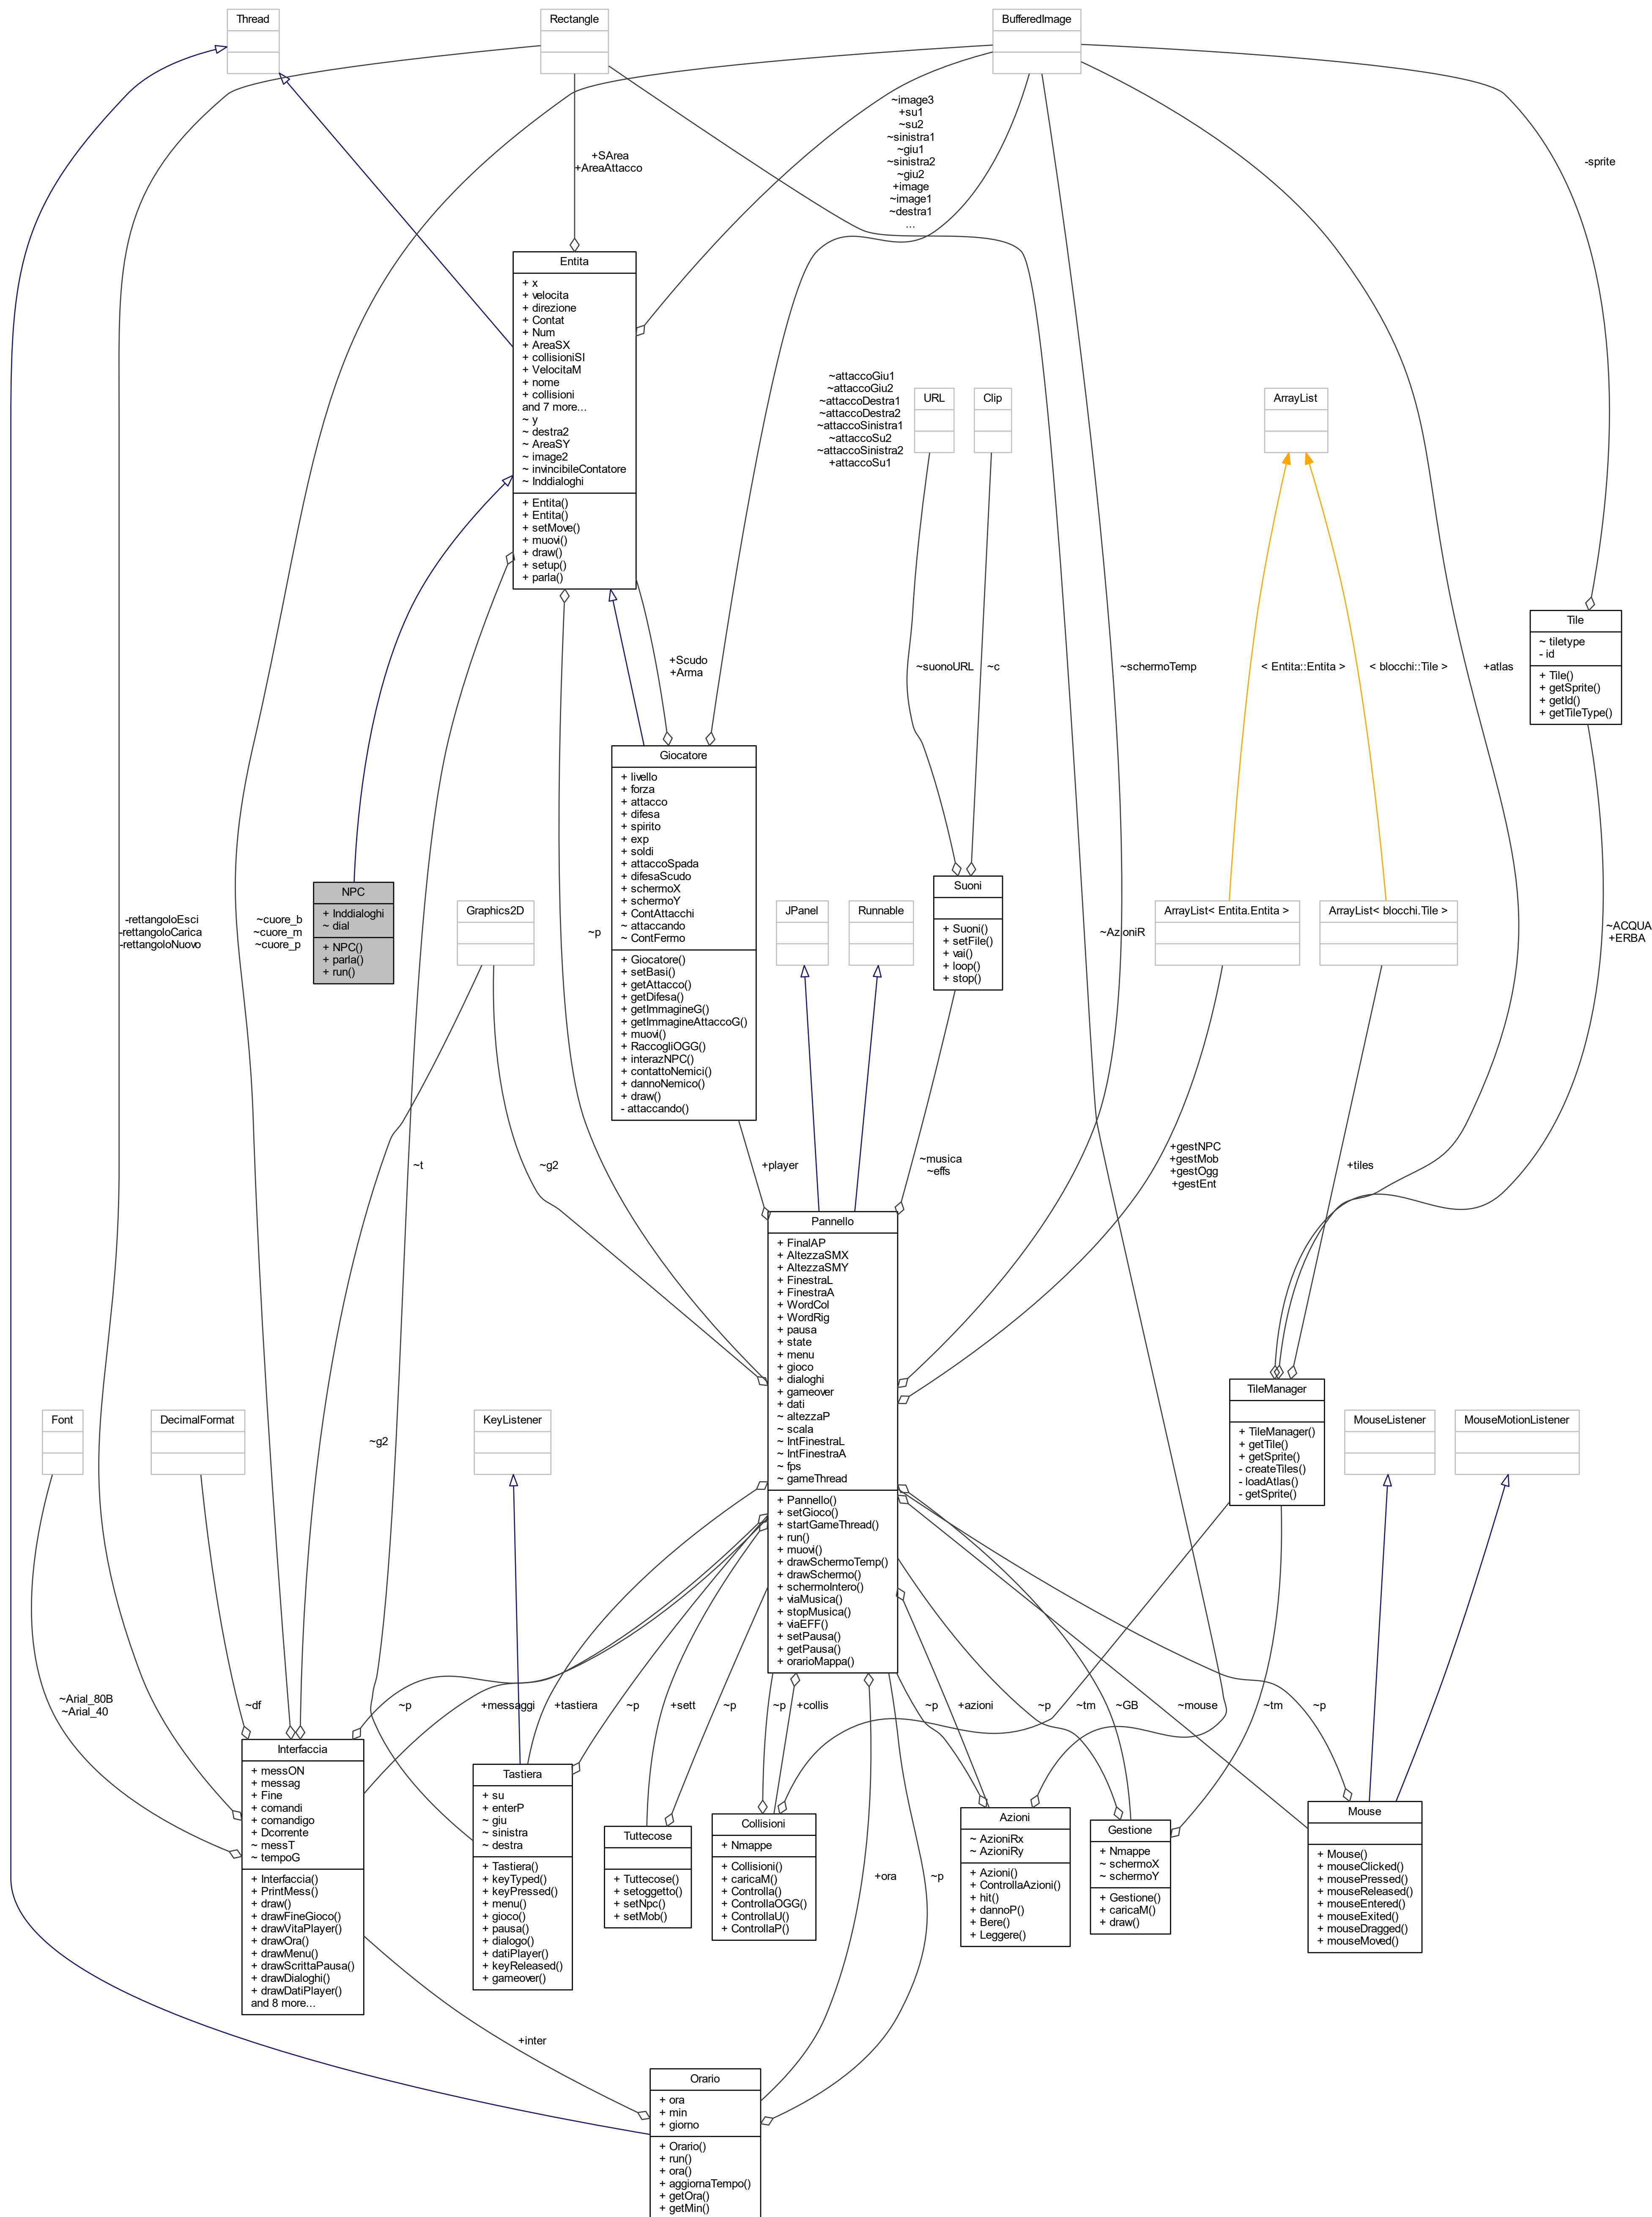 Thread
Rectangle
BufferedImage
~image3
+su1
~su2
~sinistra1
~giu1
~sinistra2
~giu2
+image
~image1
~destra1
...
+SArea
+AreaAttacco
-sprite
Entita
+ x
+ velocita
+ direzione
+ Contat
+ Num
+ AreaSX
+ collisioniSI
+ VelocitaM
+ nome
+ collisioni
and 7 more...
~ y
~ destra2
~ AreaSY
~ image2
~ invincibileContatore
~ Inddialoghi
+ Entita()
+ Entita()
+ setMove()
+ muovi()
+ draw()
+ setup()
+ parla()
~attaccoGiu1
~attaccoGiu2
~attaccoDestra1
~attaccoDestra2
~attaccoSinistra1
~attaccoSu2
~attaccoSinistra2
+attaccoSu1
URL
Clip
ArrayList
Tile
~ tiletype
- id
+ Tile()
+ getSprite()
+ getId()
+ getTileType()
+Scudo
+Arma
~suonoURL
~c
~schermoTemp
< Entita::Entita >
< blocchi::Tile >
+atlas
Giocatore
+ livello
+ forza
+ attacco
+ difesa
+ spirito
+ exp
+ soldi
+ attaccoSpada
+ difesaScudo
+ schermoX
+ schermoY
+ ContAttacchi
~ attaccando
~ ContFermo
+ Giocatore()
+ setBasi()
+ getAttacco()
+ getDifesa()
+ getImmagineG()
+ getImmagineAttaccoG()
+ muovi()
+ RaccogliOGG()
+ interazNPC()
+ contattoNemici()
+ dannoNemico()
+ draw()
- attaccando()
-rettangoloEsci
-rettangoloCarica
-rettangoloNuovo
~cuore_b
~cuore_m
~cuore_p
NPC
+ Inddialoghi
~ dial
+ NPC()
+ parla()
+ run()
Graphics2D
~p
JPanel
Runnable
Suoni
+ Suoni()
+ setFile()
+ vai()
+ loop()
+ stop()
~AzioniR
ArrayList< Entita.Entita >
ArrayList< blocchi.Tile >
~ACQUA
+ERBA
~t
~g2
+player
~musica
~effs
+gestNPC
+gestMob
+gestOgg
+gestEnt
+tiles
Pannello
+ FinalAP
+ AltezzaSMX
+ AltezzaSMY
+ FinestraL
+ FinestraA
+ WordCol
+ WordRig
+ pausa
+ state
+ menu
+ gioco
+ dialoghi
+ gameover
+ dati
~ altezzaP
~ scala
~ IntFinestraL
~ IntFinestraA
~ fps
~ gameThread
+ Pannello()
+ setGioco()
+ startGameThread()
+ run()
+ muovi()
+ drawSchermoTemp()
+ drawSchermo()
+ schermoIntero()
+ viaMusica()
+ stopMusica()
+ viaEFF()
+ setPausa()
+ getPausa()
+ orarioMappa()
Font
DecimalFormat
~g2
KeyListener
TileManager
+ TileManager()
+ getTile()
+ getSprite()
- createTiles()
- loadAtlas()
- getSprite()
MouseListener
MouseMotionListener
~Arial_80B
~Arial_40
~df
~p
+messaggi
+tastiera
~p
+sett
~p
~p
+collis
~p
+azioni
~p
~tm
~GB
~mouse
~tm
~p
Interfaccia
+ messON
+ messag
+ Fine
+ comandi
+ comandigo
+ Dcorrente
~ messT
~ tempoG
+ Interfaccia()
+ PrintMess()
+ draw()
+ drawFineGioco()
+ drawVitaPlayer()
+ drawOra()
+ drawMenu()
+ drawScrittaPausa()
+ drawDialoghi()
+ drawDatiPlayer()
and 8 more...
Tastiera
+ su
+ enterP
~ giu
~ sinistra
~ destra
+ Tastiera()
+ keyTyped()
+ keyPressed()
+ menu()
+ gioco()
+ pausa()
+ dialogo()
+ datiPlayer()
+ keyReleased()
+ gameover()
Tuttecose
+ Tuttecose()
+ setoggetto()
+ setNpc()
+ setMob()
Collisioni
+ Nmappe
+ Collisioni()
+ caricaM()
+ Controlla()
+ ControllaOGG()
+ ControllaU()
+ ControllaP()
+ora
~p
Azioni
~ AzioniRx
~ AzioniRy
+ Azioni()
+ ControllaAzioni()
+ hit()
+ dannoP()
+ Bere()
+ Leggere()
Gestione
+ Nmappe
~ schermoX
~ schermoY
+ Gestione()
+ caricaM()
+ draw()
Mouse
+ Mouse()
+ mouseClicked()
+ mousePressed()
+ mouseReleased()
+ mouseEntered()
+ mouseExited()
+ mouseDragged()
+ mouseMoved()
+inter
Orario
+ ora
+ min
+ giorno
+ Orario()
+ run()
+ ora()
+ aggiornaTempo()
+ getOra()
+ getMin()